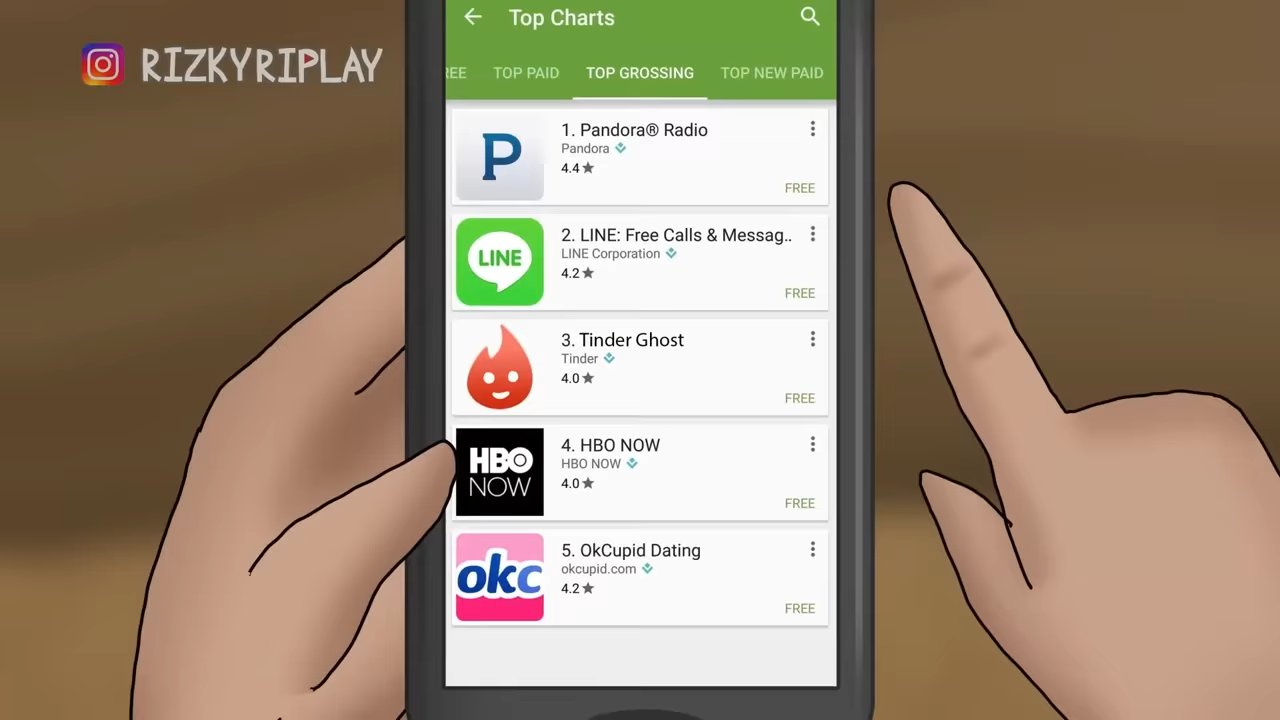 RIZKYRIPLAY
Top Charts
REE TOP PAID TOP GROSSING TOP NEW PAID
P
1. Pandora® Radio
Pandora
4.4
FREE
LINE
2. LINE: Free Calls & Messag..
LINE Corporation
4.2
FREE
3. Tinder Ghost
Tinder
4.0
FREE
HBO
NOW
4. HBO NOW
HBO NOW
4.0
FREE
okc
5. OkCupid Dating
okcupid.com
4.2
FREE